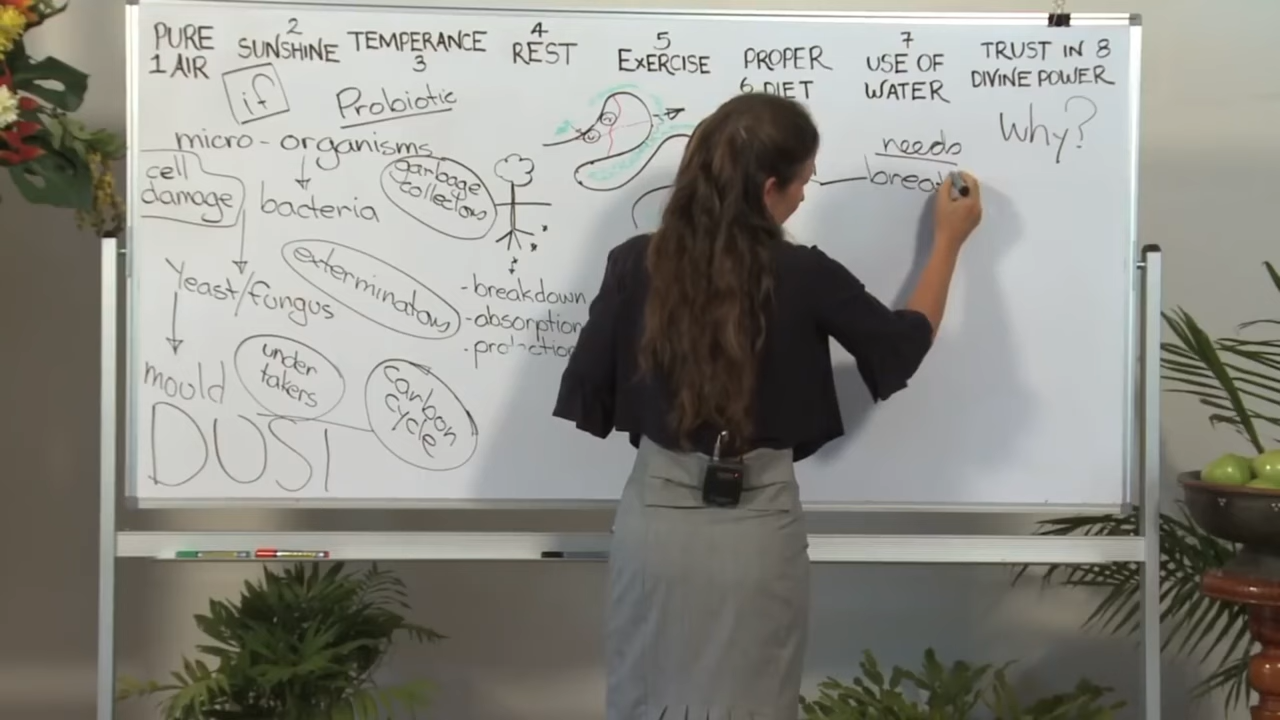 PURE
1 AIR
2
SUNSHINE
TEMPERANCE
3
4
REST
5
EXERCISE
PROPER
6 DIET
7
USE OF
WATER
TRUST IN 8
DIVINE POWER
if
Probiotic
Why?
micro-organisms
needs
cell
damage
garbage
collectors
bacteria
exterminators
Yeast/fungus
-breakdown
-absorption
-protection
under
takers
mould
carbon
cycle
DUST